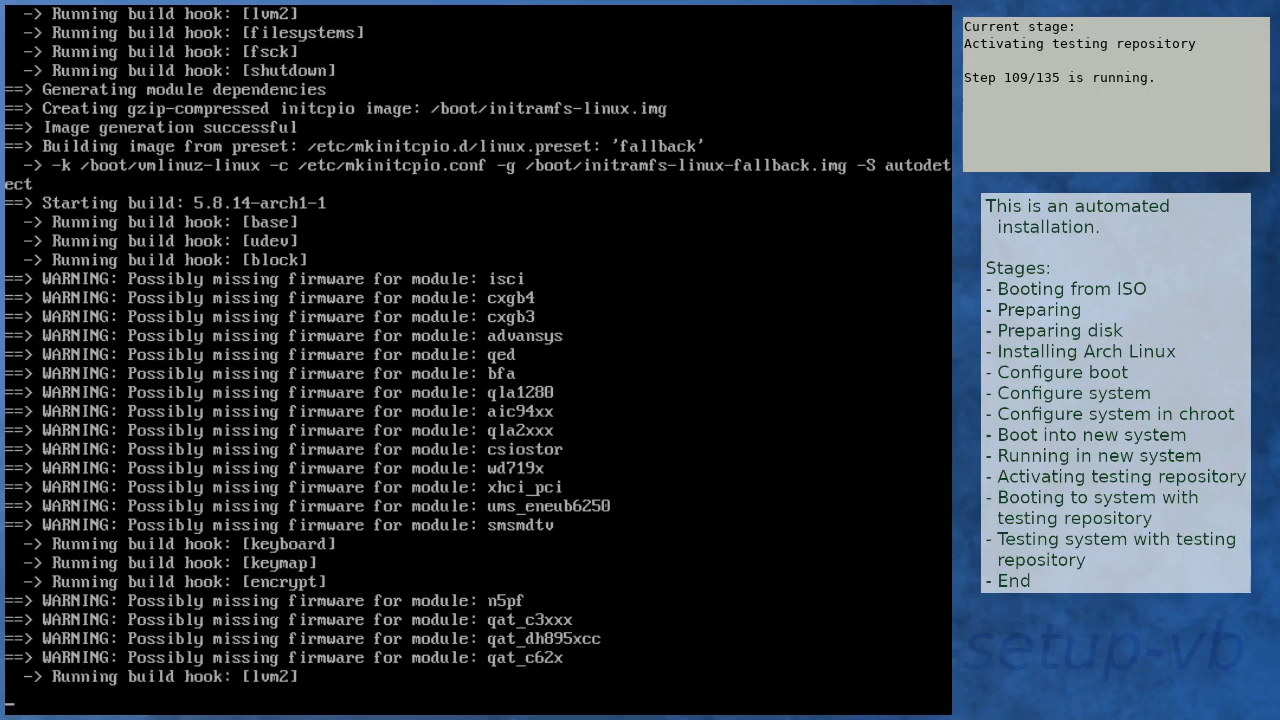 -> Running build hook: [lvm2]
-> Running build hook: [filesystems]
-> Running build hook: [fsck]
-> Running build hook: [shutdown]
==> Generating module dependencies
==> Creating gzip-compressed initcpio image: /boot/initramfs-linux.img
==> Image generation successful
==> Building image from preset: /etc/mkinitcpio.d/linux.preset: 'fallback'
-> -k /boot/vmlinuz-linux -c /etc/mkinitcpio.conf -g /boot/initramfs-linux-fallback.img -S autodet
ect
==> Starting build: 5.8.14-arch1-1
-> Running build hook: [base]
-> Running build hook: [udev]
-> Running build hook: [block]
==> WARNING: Possibly missing firmware for module: isci
==> WARNING: Possibly missing firmware for module: cxgb4
==> WARNING: Possibly missing firmware for module: cxgb3
==> WARNING: Possibly missing firmware for module: advansys
==> WARNING: Possibly missing firmware for module: qed
==> WARNING: Possibly missing firmware for module: bfa
==> WARNING: Possibly missing firmware for module: qla1280
==> WARNING: Possibly missing firmware for module: aic94xx
==> WARNING: Possibly missing firmware for module: qla2xxx
==> WARNING: Possibly missing firmware for module: csiostor
==> WARNING: Possibly missing firmware for module: wd719x
==> WARNING: Possibly missing firmware for module: xhci_pci
==> WARNING: Possibly missing firmware for module: ums_eneub6250
==> WARNING: Possibly missing firmware for module: smsmdtv
-> Running build hook: [keyboard]
-> Running build hook: [keymap]
-> Running build hook: [encrypt]
==> WARNING: Possibly missing firmware for module: n5pf
==> WARNING: Possibly missing firmware for module: qat_c3xxx
==> WARNING: Possibly missing firmware for module: qat_dh895xcc
==> WARNING: Possibly missing firmware for module: qat_c62x
-> Running build hook: [lvm2]
_
Current stage:
Activating testing repository
Step 109/135 is running.
This is an automated
installation.
Stages:
- Booting from ISO
- Preparing
- Preparing disk
- Installing Arch Linux
- Configure boot
- Configure system
- Configure system in chroot
- Boot into new system
- Running in new system
- Activating testing repository
- Booting to system with
testing repository
- Testing system with testing
repository
- End
setup-vb